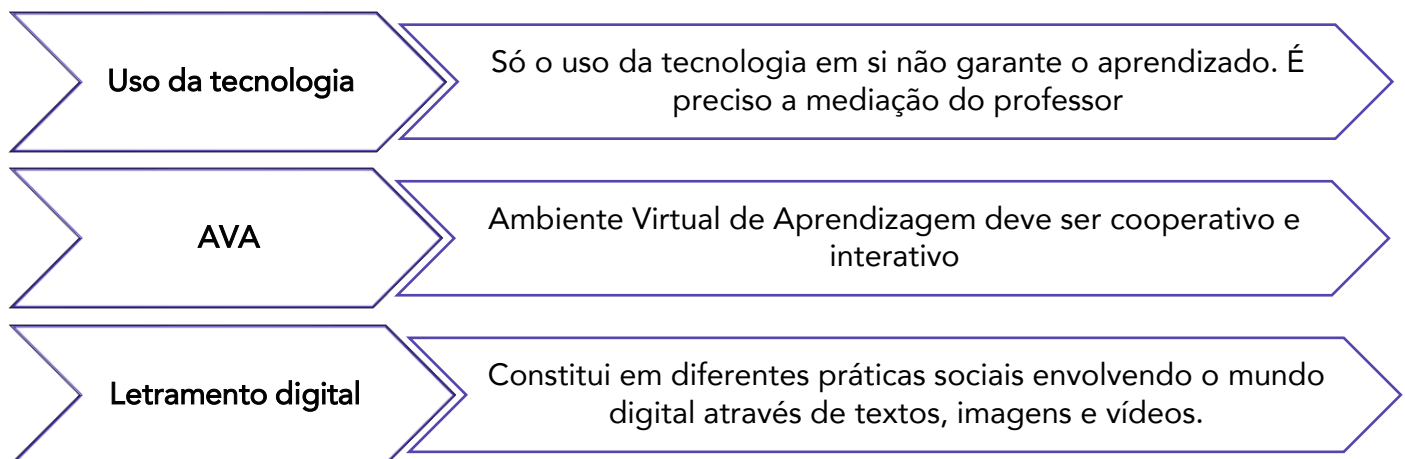 Uso da tecnologia
Só o uso da tecnologia em si não garante o aprendizado. É
preciso a mediação do professor
AVA
Ambiente Virtual de Aprendizagem deve ser cooperativo e
interativo
Letramento digital
Constitui em diferentes práticas sociais envolvendo o mundo
digital através de textos, imagens e vídeos.